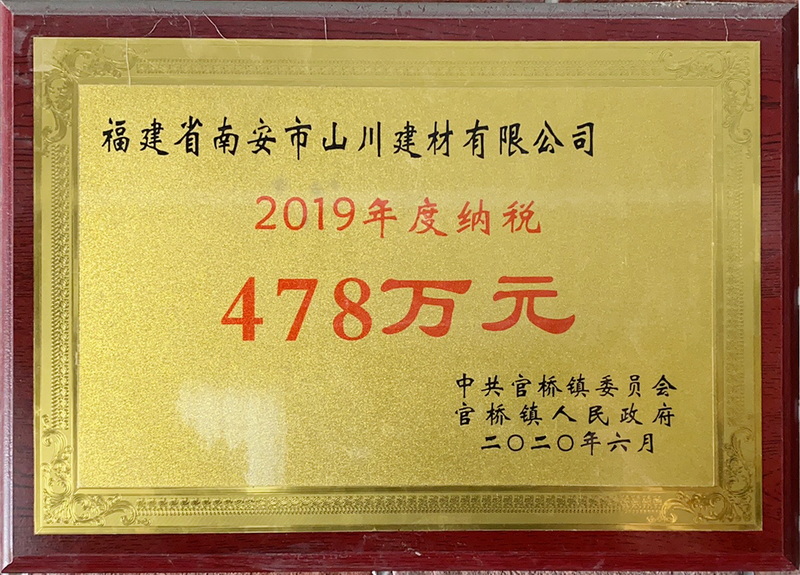 福建省南安市山川建材有限公司
2019年度纳税
478万元
中共官桥镇委员会
官桥镇人民政府
二〇二〇年六月